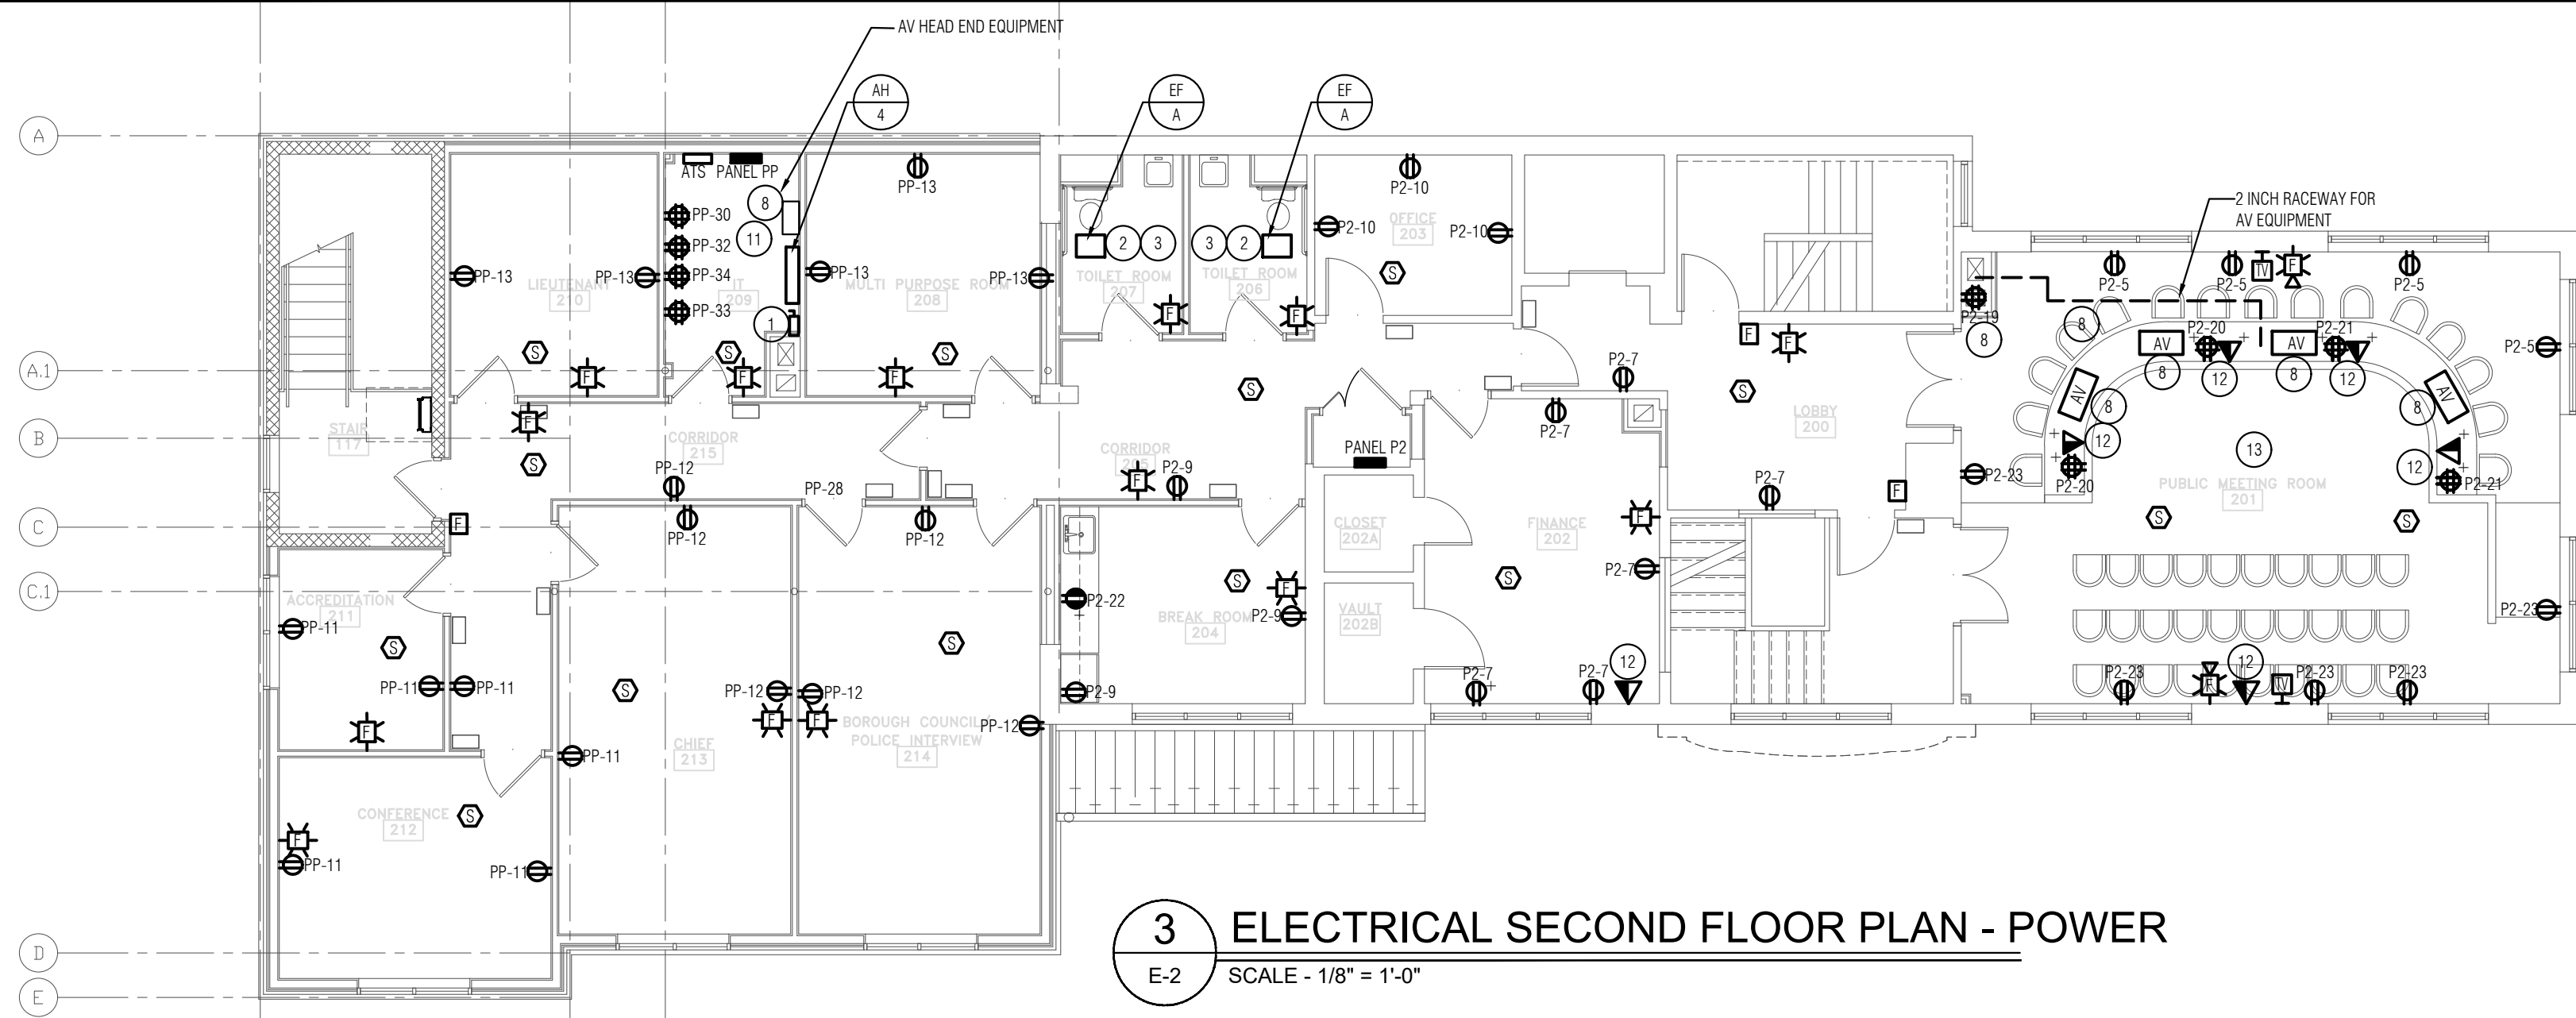 AV HEAD END EQUIPMENT
AH
4
EF
A
EF
A
A
ATS PANEL PP
PP-13
P2-10
8
PP-30
11
PP-32
PP-34
PP-33
1
PP-13
LIEUTENANT
210
PP-13
IT
209
PP-13
MULTI PURPOSE ROOM
208
PP-13
2
3
TOILET ROOM
207
3
2
TOILET ROOM
206
P2-10
OFFICE
203
P2-10
2 INCH RACEWAY FOR
AV EQUIPMENT
TV
F
P2-5
P2-5
P2-5
P2-19
8
8
P2-20
P2-21
AV
AV
8
12
8
12
P2-5
AV
8
AV
8
12
12
P2-20
P2-21
13
PUBLIC MEETING ROOM
201
S
S
A.1
S
F
S
F
S
F
F
F
S
S
F
F
S
P2-7
P2-7
LOBBY
200
B
STAIR
117
F
S
CORRIDOR
215
PP-12
PP-28
CORRIDOR
205
F
P2-9
PANEL P2
P2-7
F
P2-23
C
F
PP-12
PP-12
CLOSET
202A
FINANCE
202
F
P2-7
C.1
ACCREDITATION
211
PP-11
S
PP-11
PP-11
F
S
S
P2-22
BREAK ROOM
204
S
F
P2-9
P2-9
VAULT
202B
S
P2-7
P2-7
12
P2-23
P2-23
F
12
TV
P2-23
P2-23
PP-12
F
PP-12
F
CHIEF
213
PP-11
BOROUGH COUNCIL/
POLICE INTERVIEW
214
PP-12
CONFERENCE
212
S
F
PP-11
PP-11
D
E
3
E-2
ELECTRICAL SECOND FLOOR PLAN - POWER
SCALE - 1/8" = 1'-0"